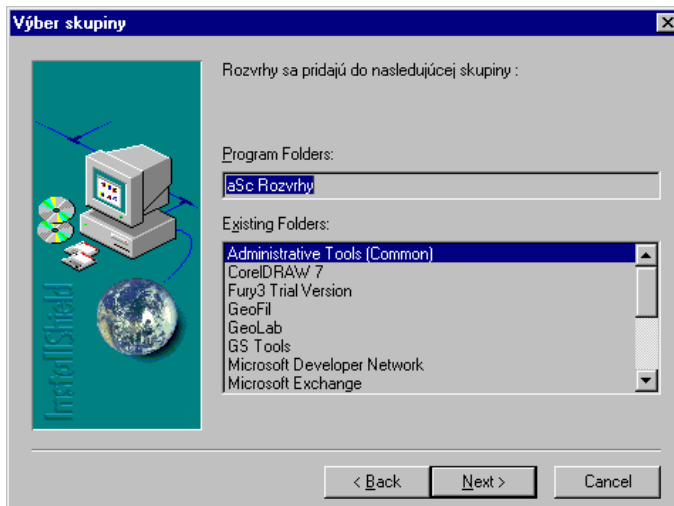 Výber skupiny
Rozvrhy sa pridajú do nasledujúcej skupiny :
Program Folders:
aSc Rozvrhy
Existing Folders:
Administrative Tools (Common)
CorelDRAW 7
Fury3 Trial Version
GeoFil
GeoLab
GS Tools
Microsoft Developer Network
Microsoft Exchange
InstallShield
< Back
Next >
Cancel